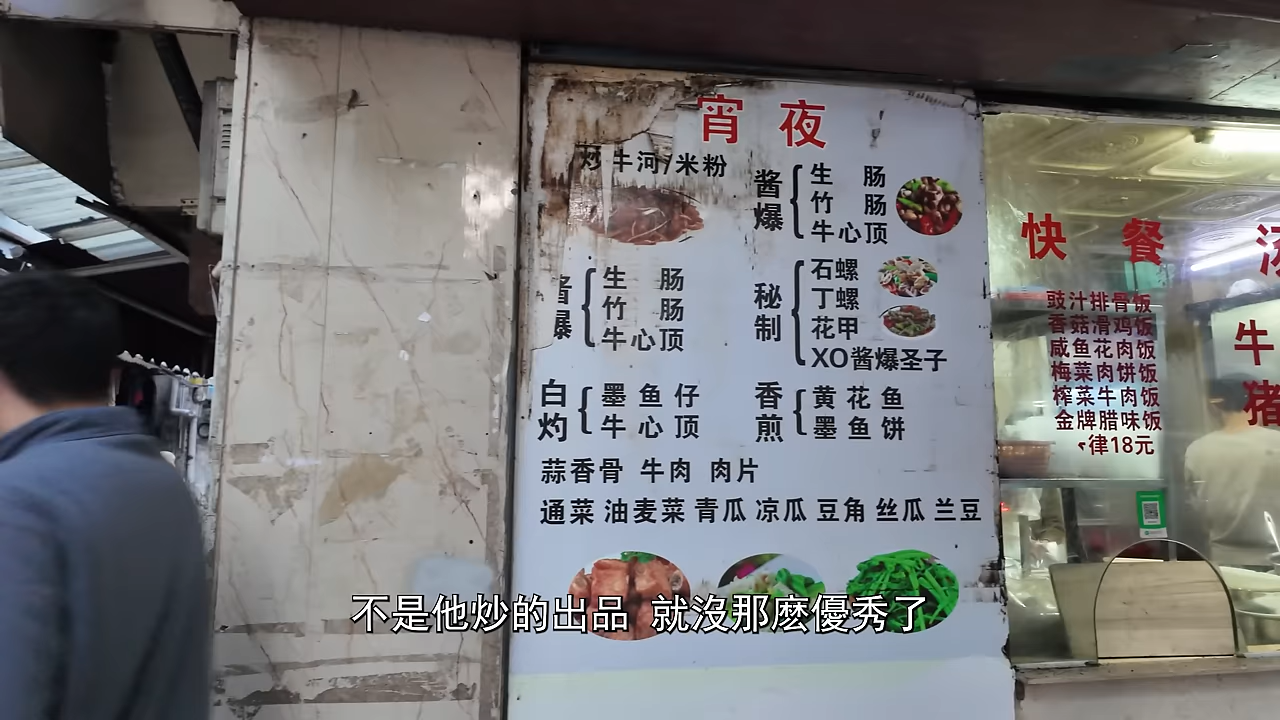 宵夜
炒牛河/米粉
酱爆
生肠
竹肠
牛心顶
酱爆
生肠
竹肠
牛心顶
秘制
石螺
丁螺
花甲
XO酱爆圣子
白灼
墨鱼仔
牛心顶
香煎
黄花鱼
墨鱼饼
蒜香骨 牛肉 肉片
通菜 油麦菜 青瓜 凉瓜 豆角 丝瓜 兰豆
快餐
豉汁排骨饭
香菇滑鸡饭
咸鱼花肉饭
梅菜肉饼饭
榨菜牛肉饭
金牌腊味饭
律18元
牛
猪
不是他炒的出品 就沒那麽優秀了